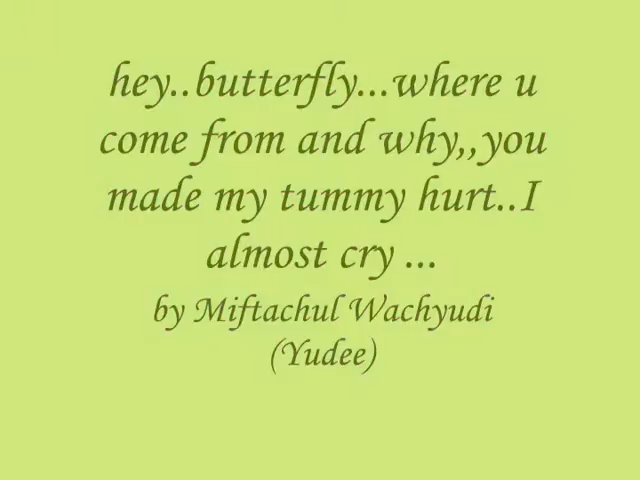 hey..butterfly...where u
come from and why,,you
made my tummy hurt..I
almost cry ...
by Miftachul Wachyudi
(Yudee)